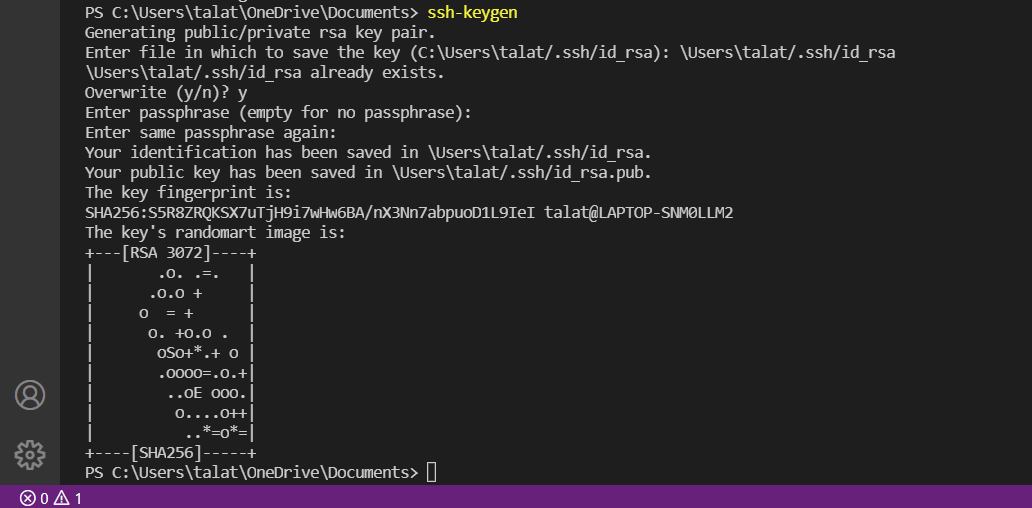 PS C:\Users\talat\OneDrive\Documents> ssh-keygen
Generating public/private rsa key pair.
Enter file in which to save the key (C:\Users\talat/.ssh/id_rsa): \Users\talat/.ssh/id_rsa
\Users\talat/.ssh/id_rsa already exists.
Overwrite (y/n)? y
Enter passphrase (empty for no passphrase):
Enter same passphrase again:
Your identification has been saved in \Users\talat/.ssh/id_rsa.
Your public key has been saved in \Users\talat/.ssh/id_rsa.pub.
The key fingerprint is:
SHA256:S5R8ZRQKSX7uTjH9i7wHw6BA/nX3Nn7abpuoD1L9IeI talat@LAPTOP-SNM0LLM2
The key's randomart image is:
+---[RSA 3072]----+
|       .o. .=.   |
|      .o.o +     |
|     o  = +      |
|      o. +o.o .  |
|       oSo+*.+ o |
|       .oooo=.o.+|
|        ..oE ooo.|
|         o....o++|
|          ..*=o*=|
+----[SHA256]-----+
PS C:\Users\talat\OneDrive\Documents>
0 1